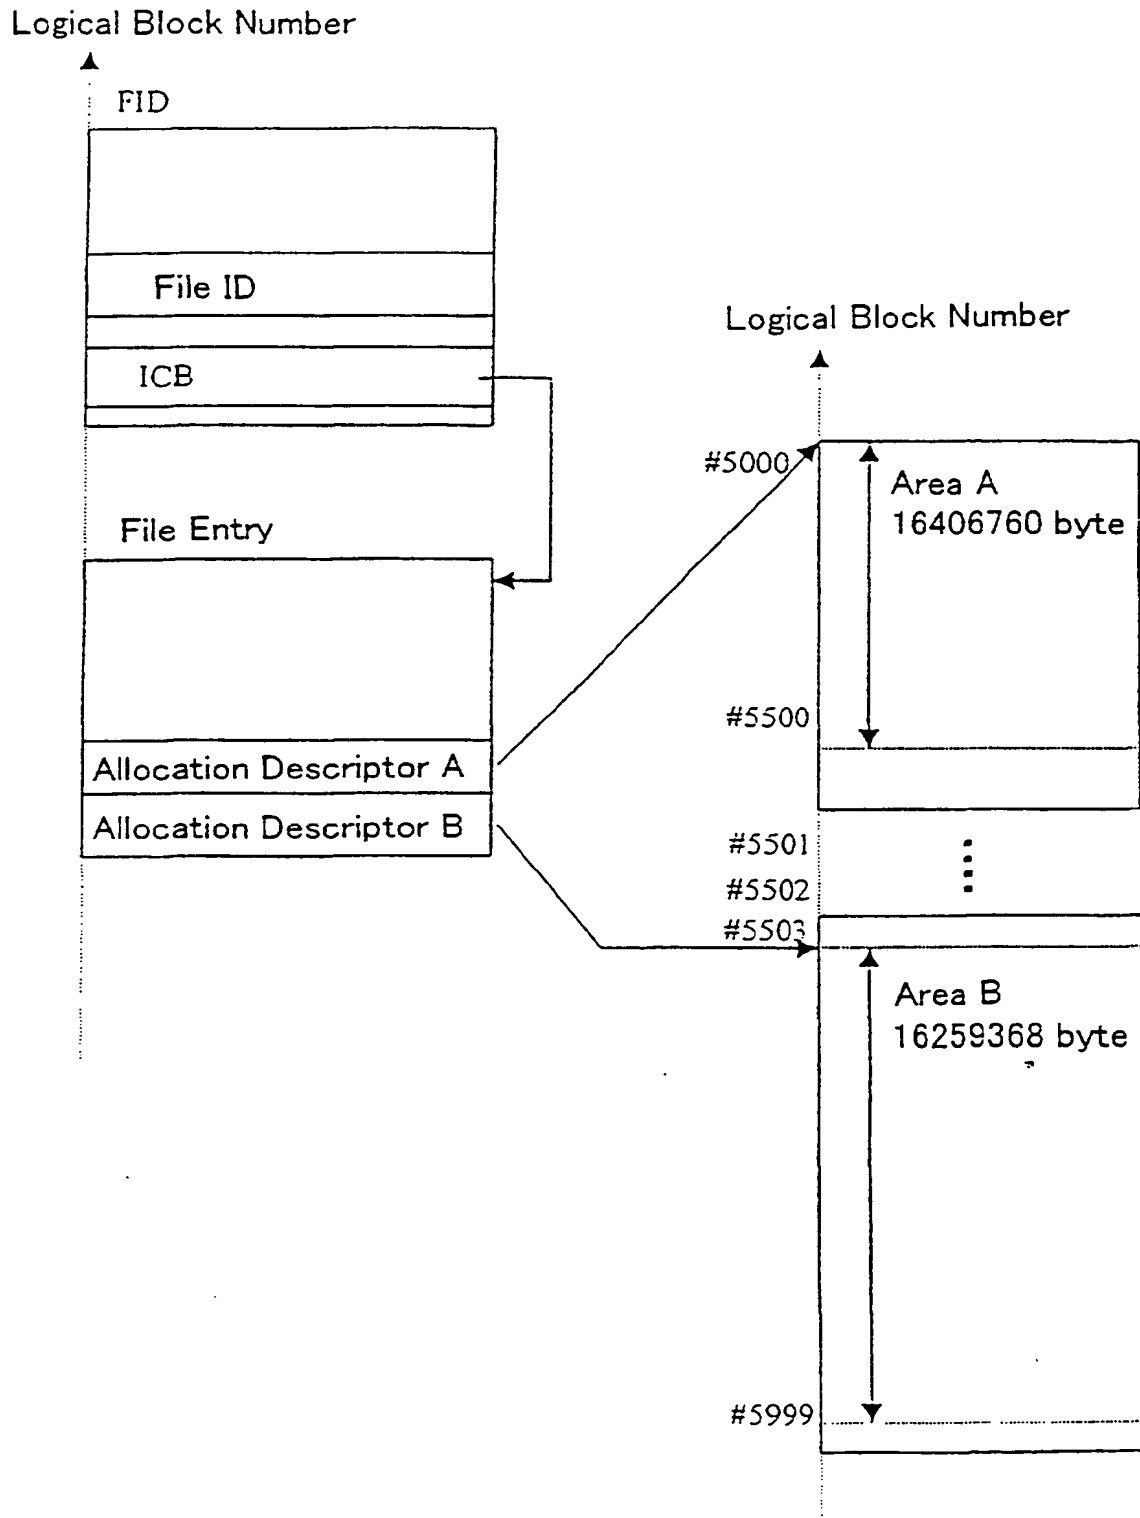 Logical Block Number
FID
File ID
ICB
File Entry
Allocation Descriptor A
Allocation Descriptor B
Logical Block Number
#5000
Area A
16406760 byte
#5500
#5501
#5502
#5503
Area B
16259368 byte
#5999